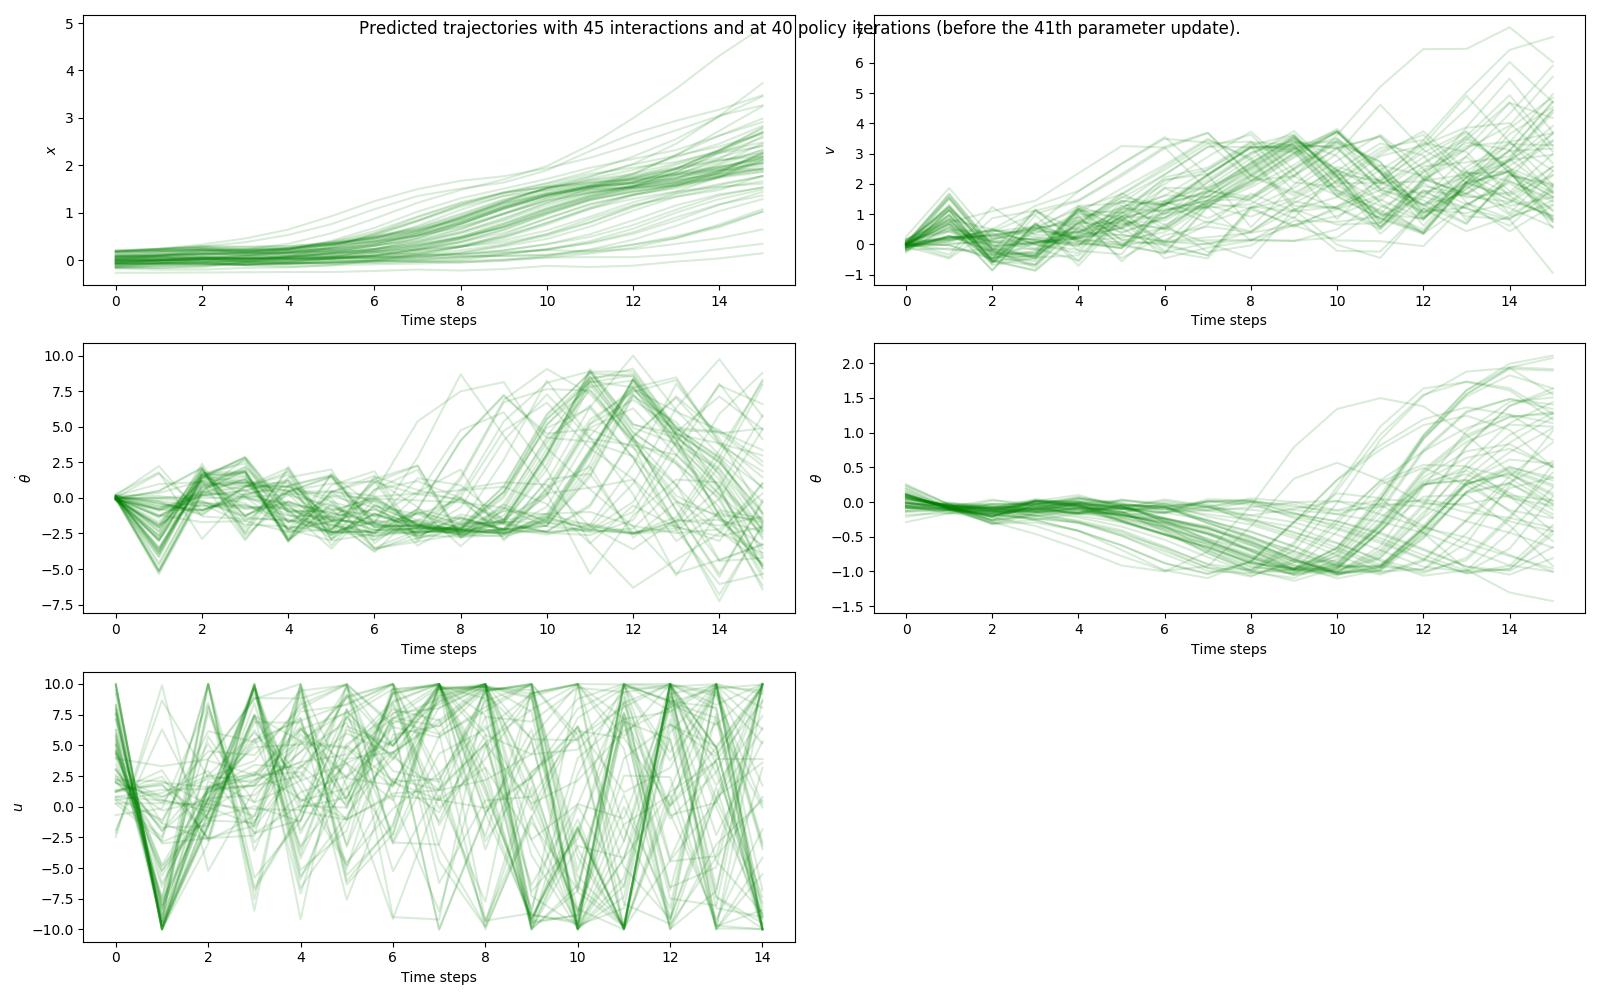 Predicted trajectories with 45 interactions and at 40 policy iterations (before the 41th parameter update).
5
4
3
2
1
0
x
0 2 4 6 8 10 12 14
Time steps
7
6
5
4
3
2
1
0
−1
v
0 2 4 6 8 10 12 14
Time steps
10.0
7.5
5.0
2.5
0.0
−2.5
−5.0
−7.5
θ̇
0 2 4 6 8 10 12 14
Time steps
2.0
1.5
1.0
0.5
0.0
−0.5
−1.0
−1.5
θ
0 2 4 6 8 10 12 14
Time steps
10.0
7.5
5.0
2.5
0.0
−2.5
−5.0
−7.5
−10.0
u
0 2 4 6 8 10 12 14
Time steps